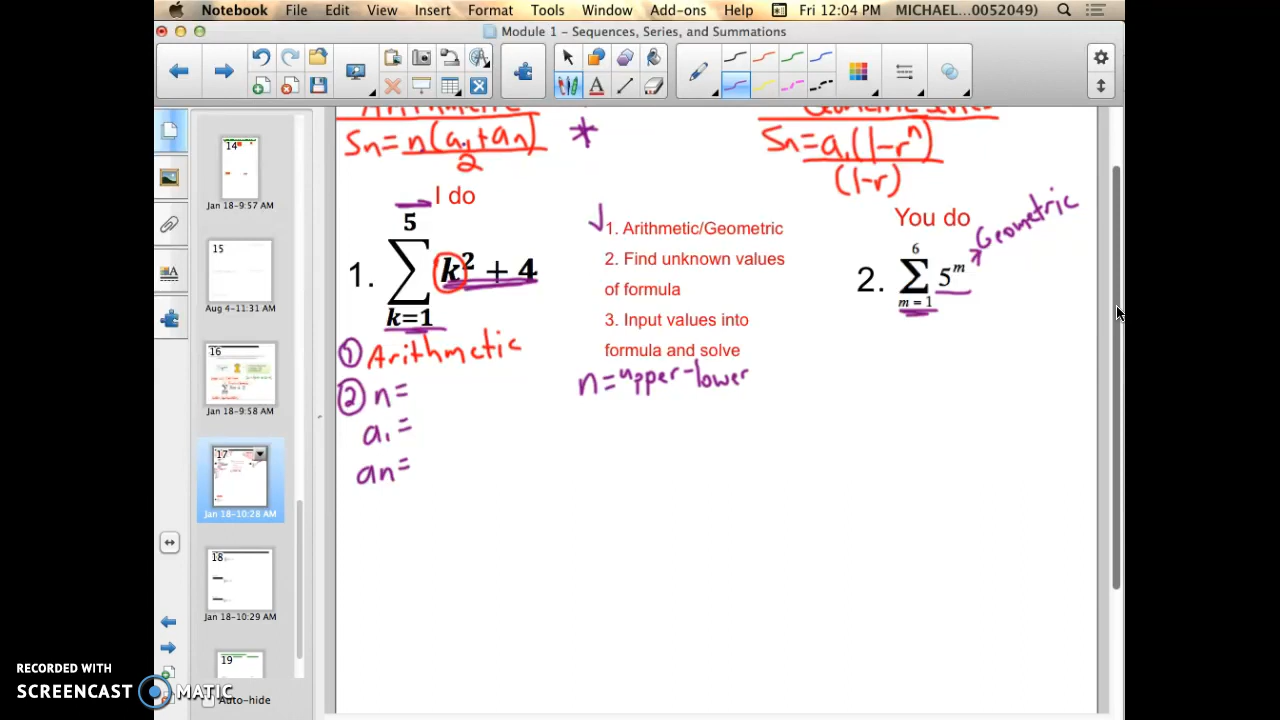 Notebook File Edit View Insert Format Tools Window Add-ons Help Fri 12:04 PM MICHAEL...0052049)
Module 1 – Sequences, Series, and Summations
14
Jan 18-9:57 AM
15
Aug 4-11:31 AM
16
Jan 18-9:58 AM
17
Jan 18-10:28 AM
18
Jan 18-10:29 AM
19
Auto-hide
Arithmetic
Sn= n(a₁+an)
2
*
Geometric Series
Sn= a₁(1-rⁿ)
(1-r)
I do
1. 5 ∑ k=1 k² + 4
① Arithmetic
② n=
a₁=
an=
1. Arithmetic/Geometric
2. Find unknown values
of formula
3. Input values into
formula and solve
n=upper-lower
You do
Geometric
2. 6 ∑ m = 1 5ᵐ
RECORDED WITH
SCREENCAST MATIC